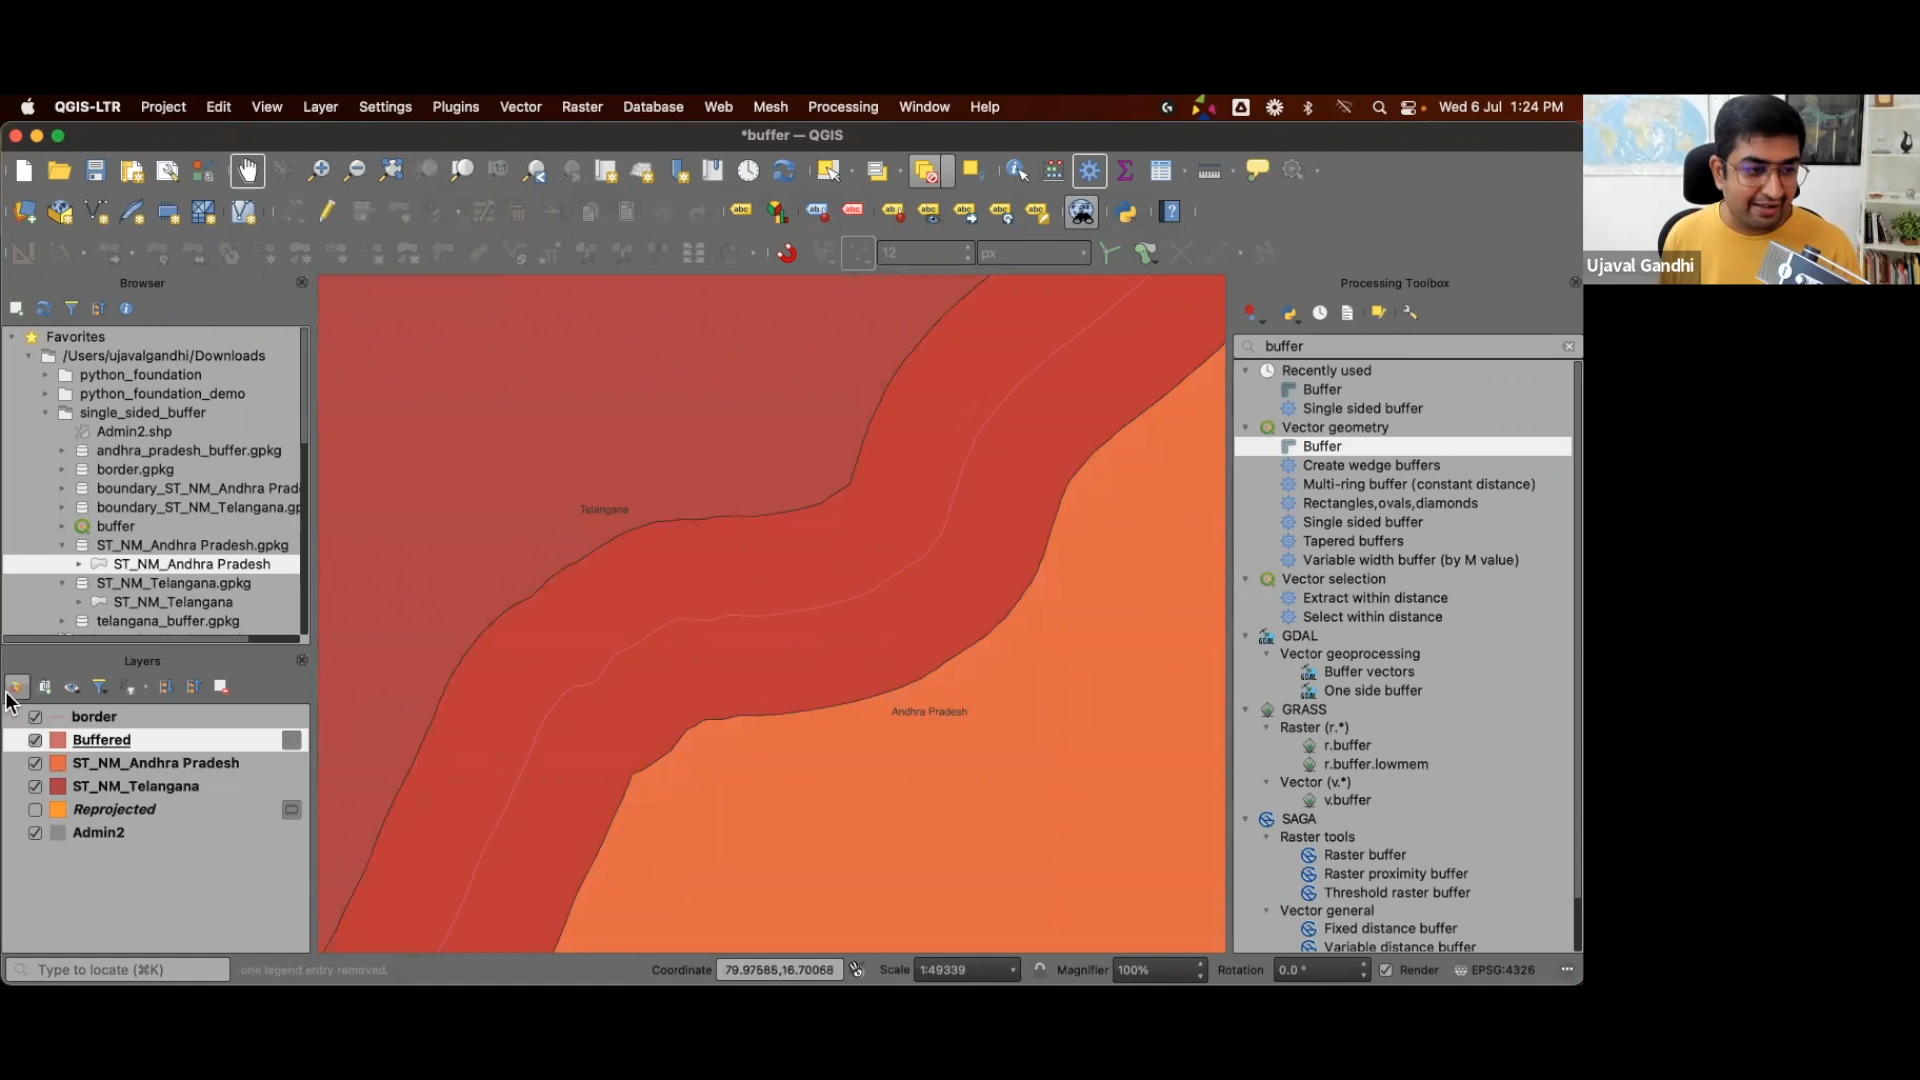 QGIS-LTR Project Edit View Layer Settings Plugins Vector Raster Database Web Mesh Processing Window Help Wed 6 Jul 1:24 PM
*buffer — QGIS
Ujaval Gandhi
12 px
Browser
Favorites
/Users/ujavalgandhi/Downloads
python_foundation
python_foundation_demo
single_sided_buffer
Admin2.shp
andhra_pradesh_buffer.gpkg
border.gpkg
boundary_ST_NM_Andhra Prad
boundary_ST_NM_Telangana.gp
buffer
ST_NM_Andhra Pradesh.gpkg
ST_NM_Andhra Pradesh
ST_NM_Telangana.gpkg
ST_NM_Telangana
telangana_buffer.gpkg
Layers
border
Buffered
ST_NM_Andhra Pradesh
ST_NM_Telangana
Reprojected
Admin2
Telangana
Andhra Pradesh
Processing Toolbox
buffer
Recently used
Buffer
Single sided buffer
Vector geometry
Buffer
Create wedge buffers
Multi-ring buffer (constant distance)
Rectangles,ovals,diamonds
Single sided buffer
Tapered buffers
Variable width buffer (by M value)
Vector selection
Extract within distance
Select within distance
GDAL
Vector geoprocessing
Buffer vectors
One side buffer
GRASS
Raster (r.*)
r.buffer
r.buffer.lowmem
Vector (v.*)
v.buffer
SAGA
Raster tools
Raster buffer
Raster proximity buffer
Threshold raster buffer
Vector general
Fixed distance buffer
Variable distance buffer
Type to locate (⌘K) one legend entry removed. Coordinate 79.97585,16.70068 Scale 1:49339 Magnifier 100% Rotation 0.0 ° Render EPSG:4326